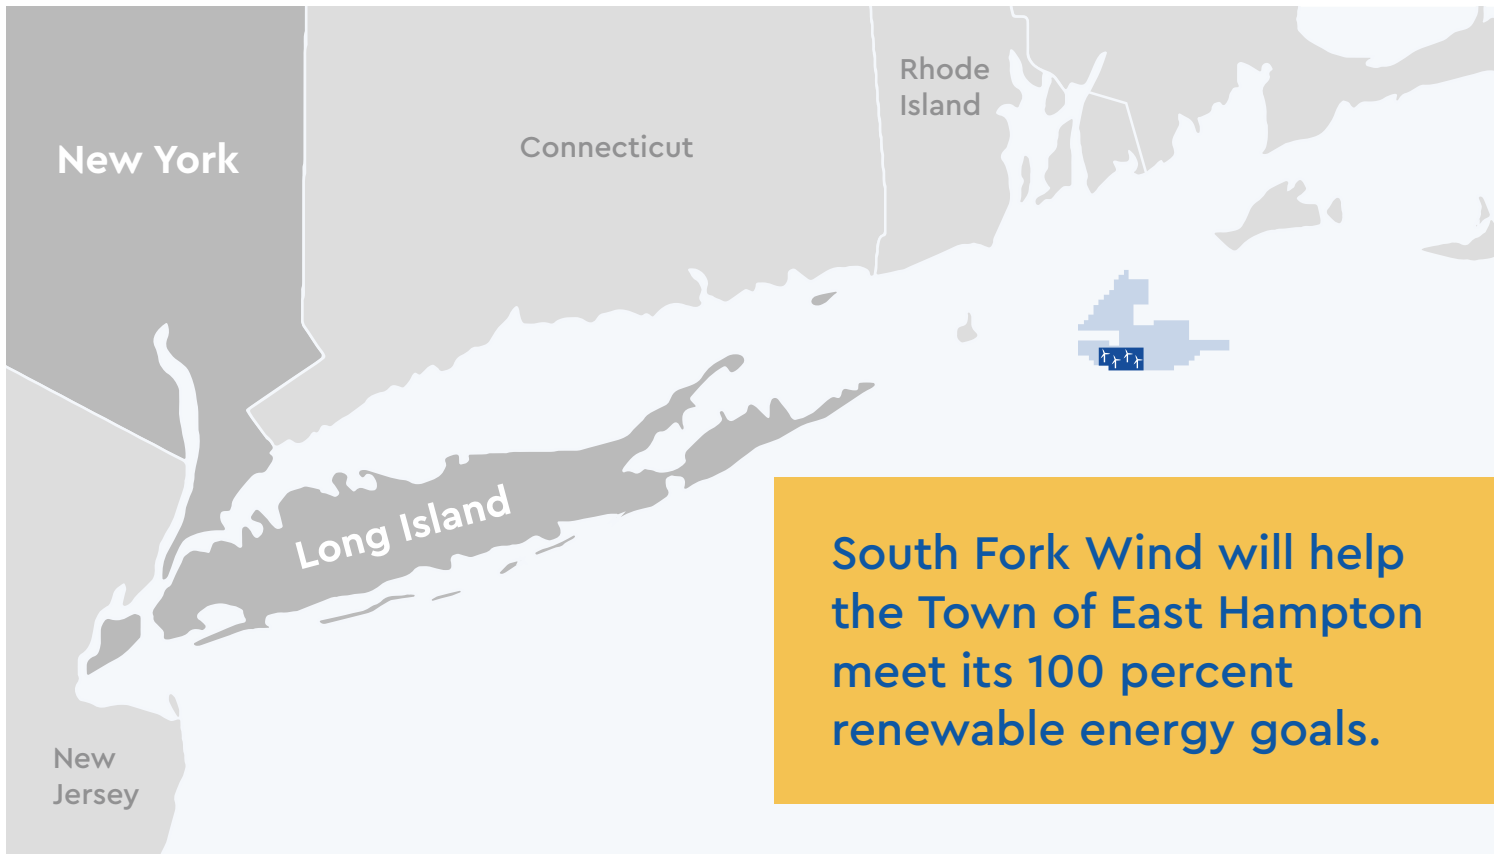 New York
Connecticut
Rhode
Island
Long Island
New
Jersey
South Fork Wind will help
the Town of East Hampton
meet its 100 percent
renewable energy goals.